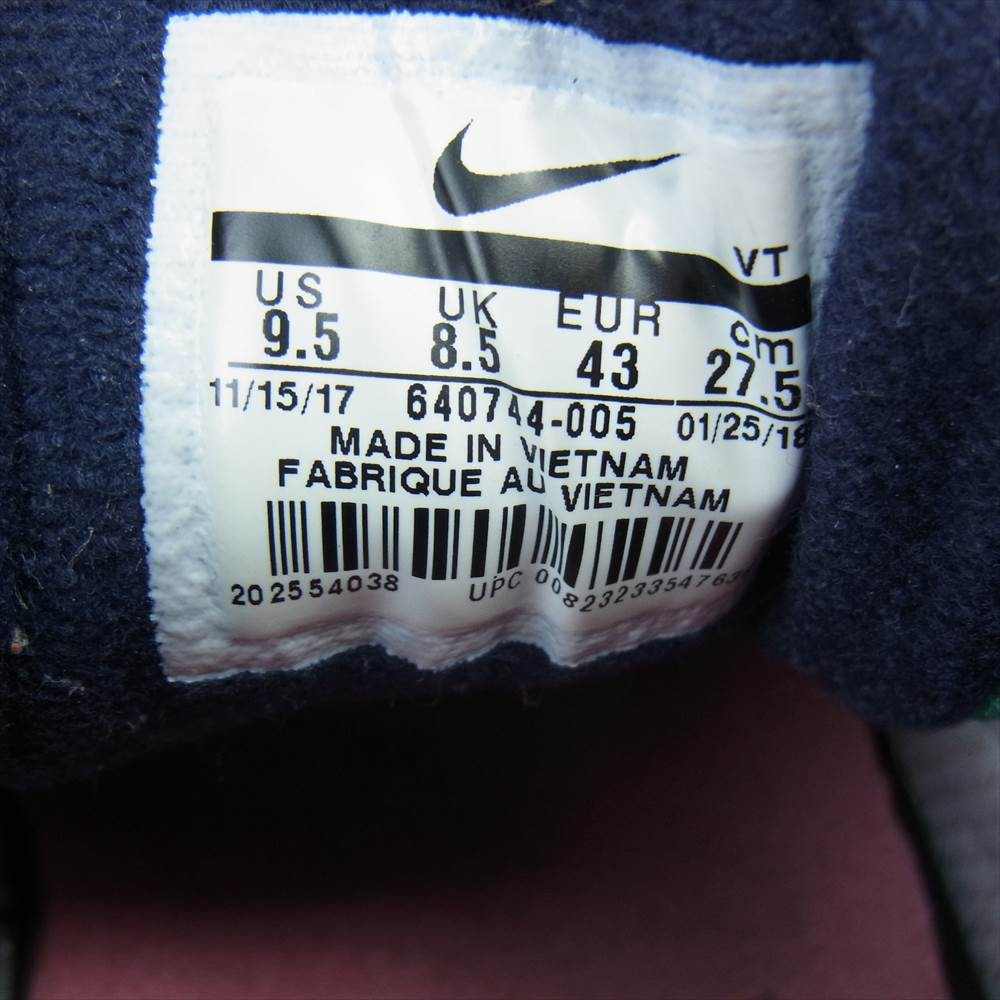 VT
US UK EUR cm
9.5 8.5 43 27.5
11/15/17 640744-005 01/25/18
MADE IN VIETNAM
FABRIQUE AU VIETNAM
202554038 UPC